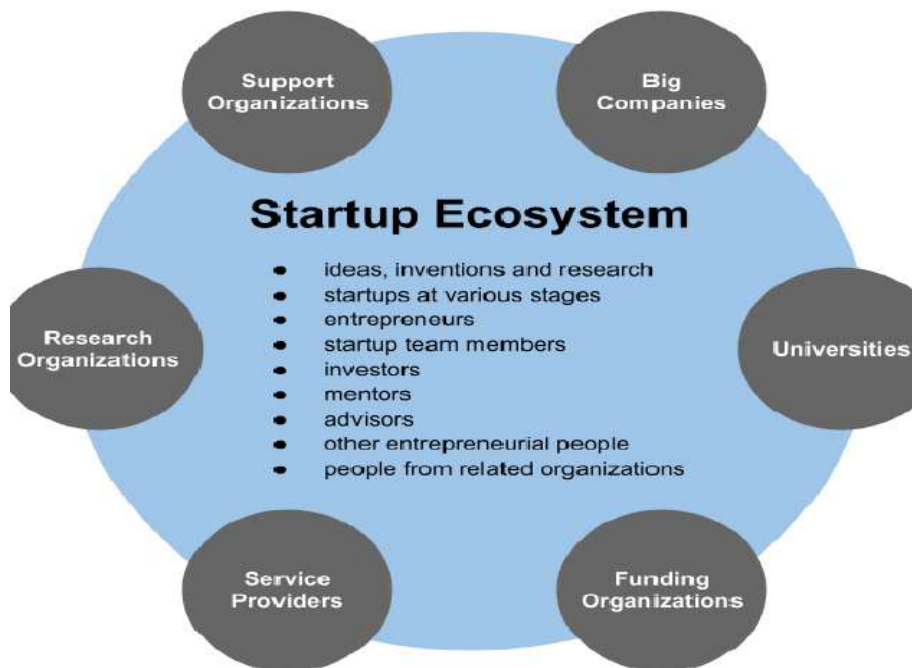 Support
Organizations
Big
Companies
Startup Ecosystem
● ideas, inventions and research
● startups at various stages
● entrepreneurs
● startup team members
● investors
● mentors
● advisors
● other entrepreneurial people
● people from related organizations
Research
Organizations
Universities
Service
Providers
Funding
Organizations